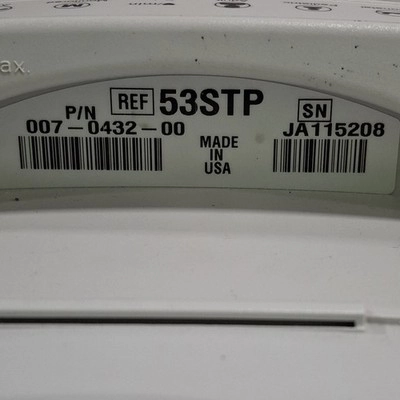 ax.
REF 53STP
P/N
SN
007-0432-00
MADE
IN
USA
JA115208